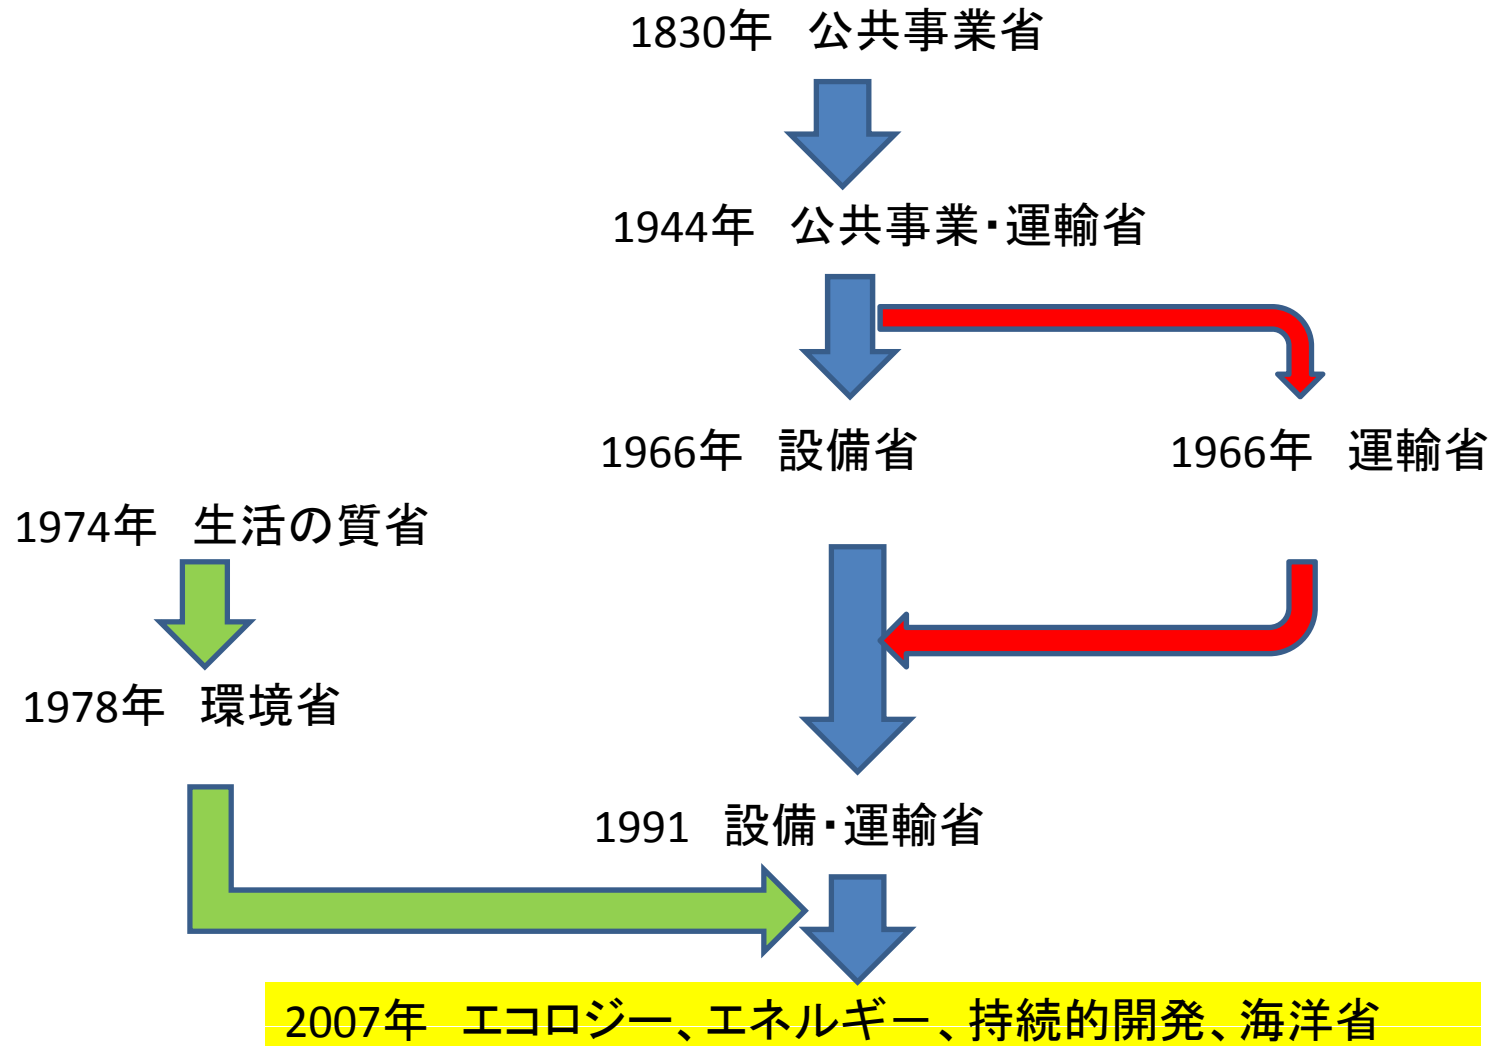 1830年　公共事業省
1944年　公共事業・運輸省
1966年　設備省
1966年　運輸省
1974年　生活の質省
1978年　環境省
1991　設備・運輸省
2007年　エコロジー、エネルギー、持続的開発、海洋省